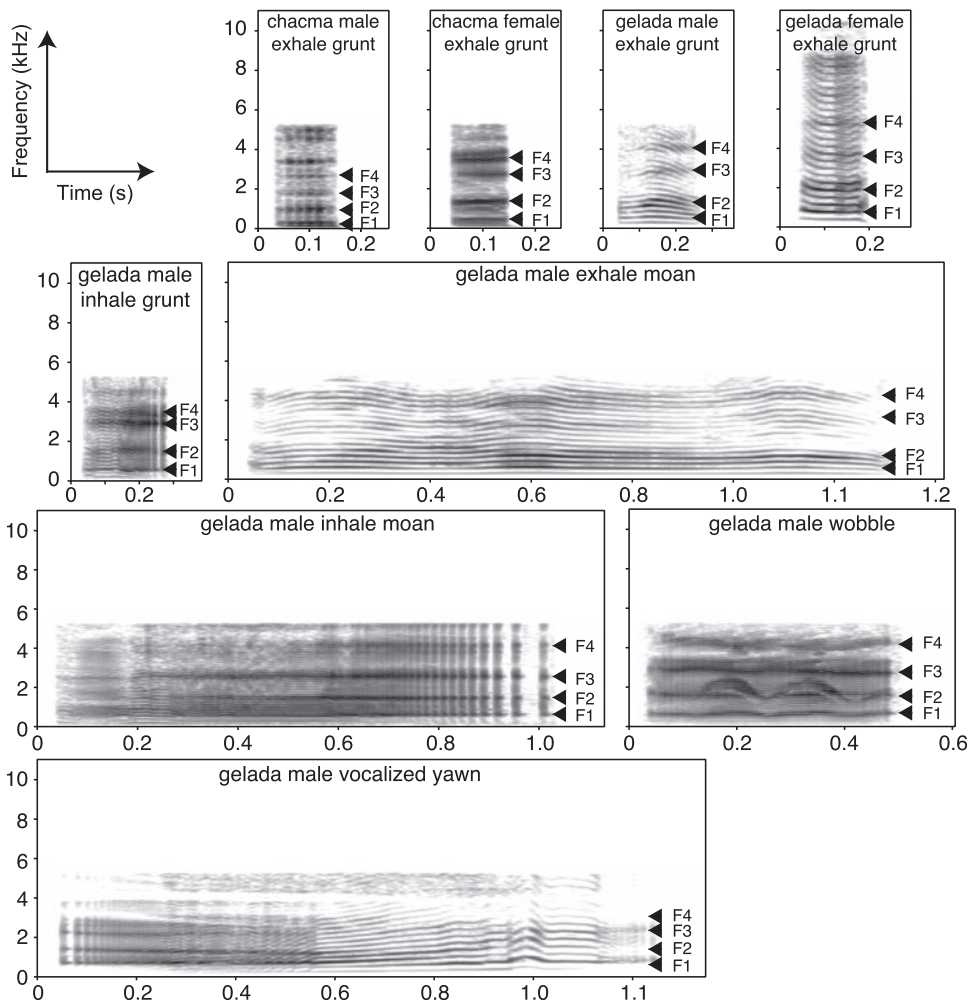 Frequency (kHz)
Time (s)
chacma male
exhale grunt
10
8
6
4
2
0
F4
F3
F2
F1
0 0.1 0.2
chacma female
exhale grunt
F4
F3
F2
F1
0 0.1 0.2
gelada male
exhale grunt
F4
F3
F2
F1
0 0.2
gelada female
exhale grunt
F4
F3
F2
F1
0 0.2
gelada male
inhale grunt
10
8
6
4
2
0
F4
F3
F2
F1
0 0.2
gelada male exhale moan
F4
F3
F2
F1
0 0.2 0.4 0.6 0.8 1.0 1.1 1.2
gelada male inhale moan
10
8
6
4
2
0
F4
F3
F2
F1
0 0.2 0.4 0.6 0.8 1.0
gelada male wobble
F4
F3
F2
F1
0 0.2 0.4 0.6
gelada male vocalized yawn
10
8
6
4
2
0
F4
F3
F2
F1
0 0.2 0.4 0.6 0.8 1.0 1.1